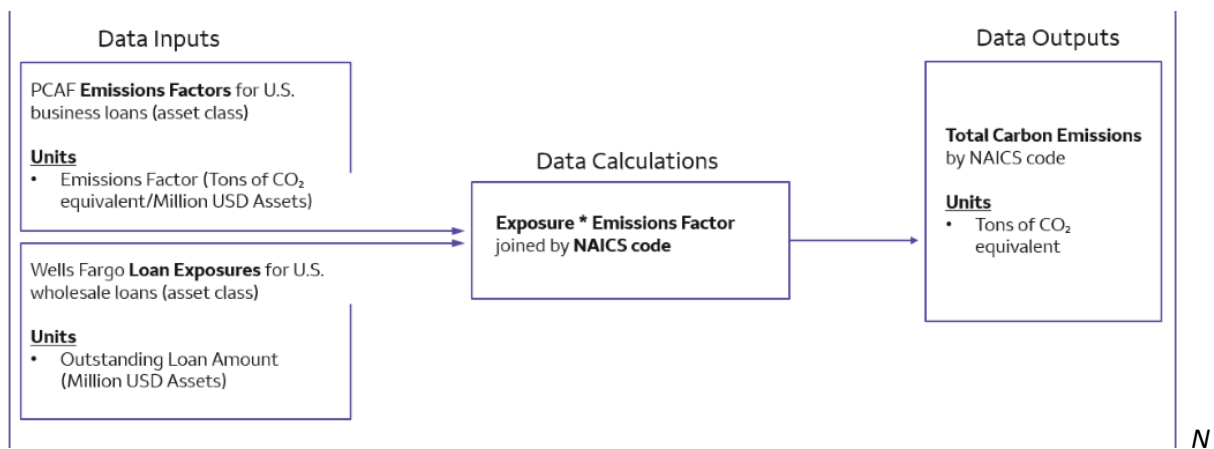 Data Inputs
PCAF Emissions Factors for U.S.
business loans (asset class)
Units
• Emissions Factor (Tons of CO₂
equivalent/Million USD Assets)
Wells Fargo Loan Exposures for U.S.
wholesale loans (asset class)
Units
• Outstanding Loan Amount
(Million USD Assets)
Data Calculations
Exposure * Emissions Factor
joined by NAICS code
Data Outputs
Total Carbon Emissions
by NAICS code
Units
• Tons of CO₂
equivalent
N